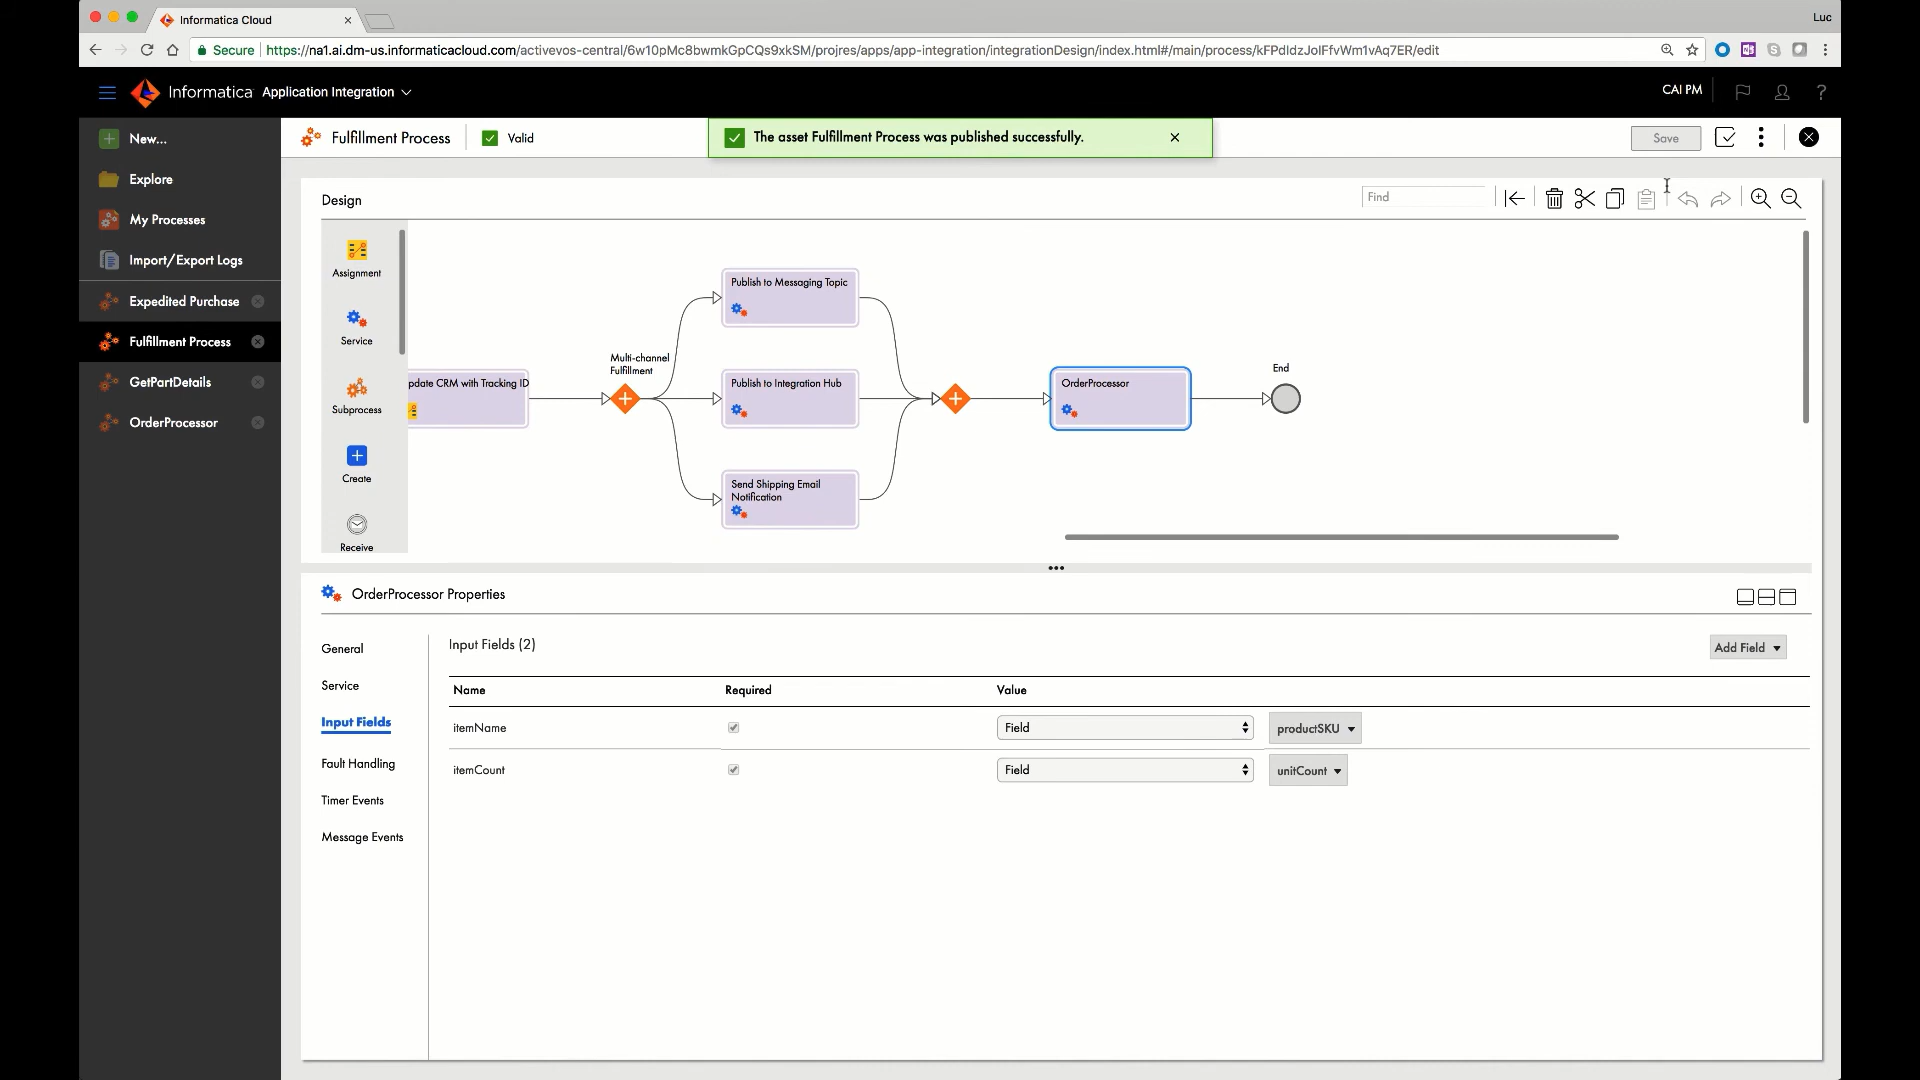 Informatica Cloud
Luc
Secure
https://na1.ai.dm-us.informaticacloud.com/activevos-central/6w10pMc8bwmkGpCQs9xkSM/projres/apps/app-integration/integrationDesign/index.html#/main/process/kFPdIdzJolFfvWm1vAq7ER/edit
Informatica Application Integration
CAI PM
New...
Explore
My Processes
Import/Export Logs
Expedited Purchase
Fulfillment Process
GetPartDetails
OrderProcessor
Fulfillment Process
Valid
The asset Fulfillment Process was published successfully.
Save
Design
Find
Assignment
Service
Subprocess
Create
Receive
pdate CRM with Tracking ID
Multi-channel
Fulfillment
Publish to Messaging Topic
Publish to Integration Hub
Send Shipping Email
Notification
OrderProcessor
End
OrderProcessor Properties
General
Service
Input Fields
Fault Handling
Timer Events
Message Events
Input Fields (2)
Add Field
Name Required Value
itemName Field productSKU
itemCount Field unitCount